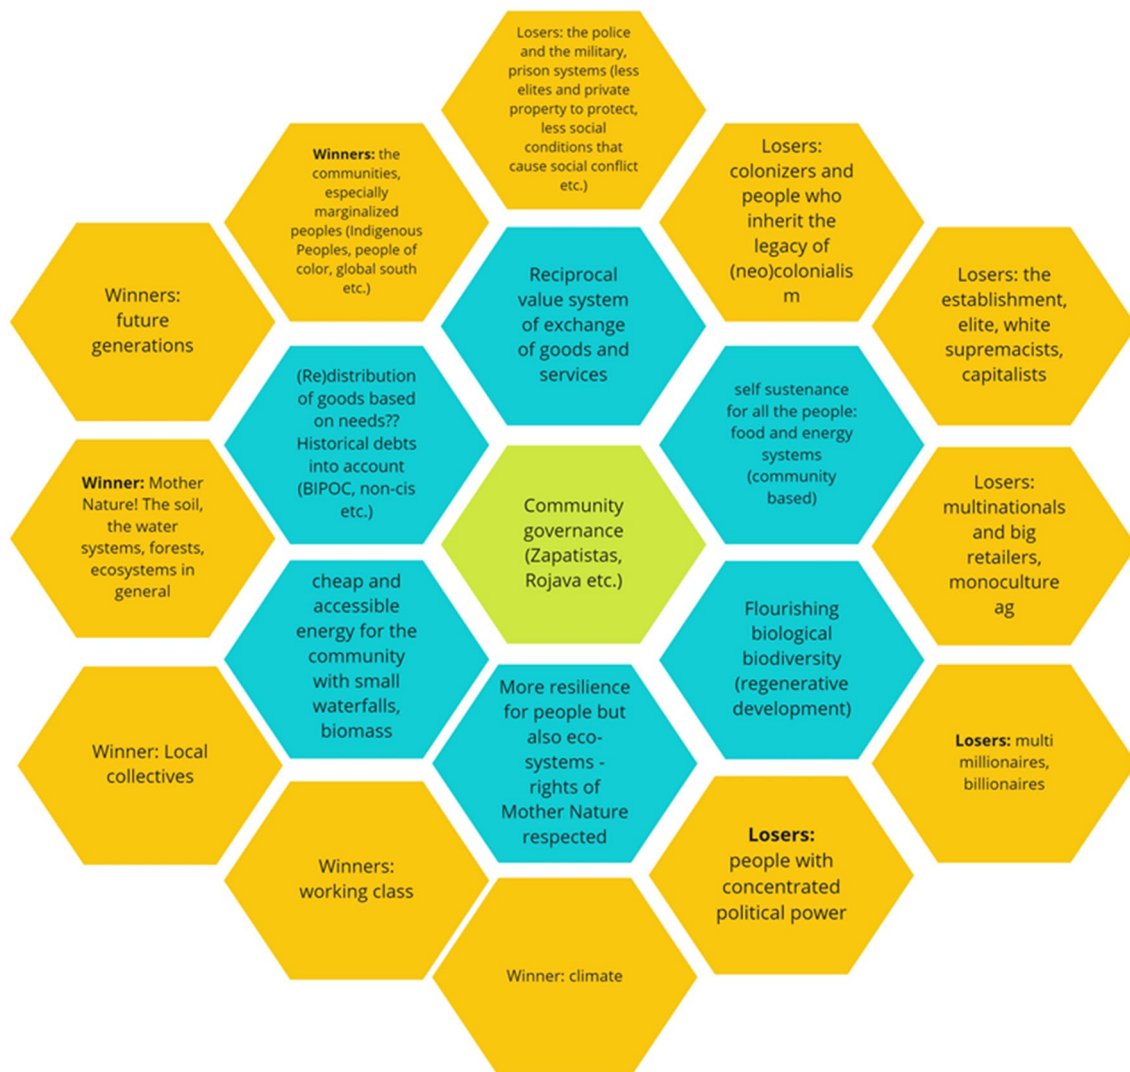 Losers: the police
and the military,
prison systems (less
elites and private
property to protect,
less social
conditions that
cause social conflict
etc.)
Winners: the
communities,
especially
marginalized
peoples (Indigenous
Peoples, people of
color, global south
etc.)
Losers:
colonizers and
people who
inherit the
legacy of
(neo)colonialis
m
Winners:
future
generations
Reciprocal
value system
of exchange
of goods and
services
Losers: the
establishment,
elite, white
supremacists,
capitalists
(Re)distribution
of goods based
on needs??
Historical debts
into account
(BIPOC, non-cis
etc.)
self sustenance
for all the people:
food and energy
systems
(community
based)
Winner: Mother
Nature! The soil,
the water
systems, forests,
ecosystems in
general
Community
governance
(Zapatistas,
Rojava etc.)
Losers:
multinationals
and big
retailers,
monoculture
ag
cheap and
accessible
energy for the
community
with small
waterfalls,
biomass
Flourishing
biological
biodiversity
(regenerative
development)
Winner: Local
collectives
More resilience
for people but
also eco-
systems -
rights of
Mother Nature
respected
Losers: multi
millionaires,
billionaires
Winners:
working class
Losers:
people with
concentrated
political power
Winner: climate